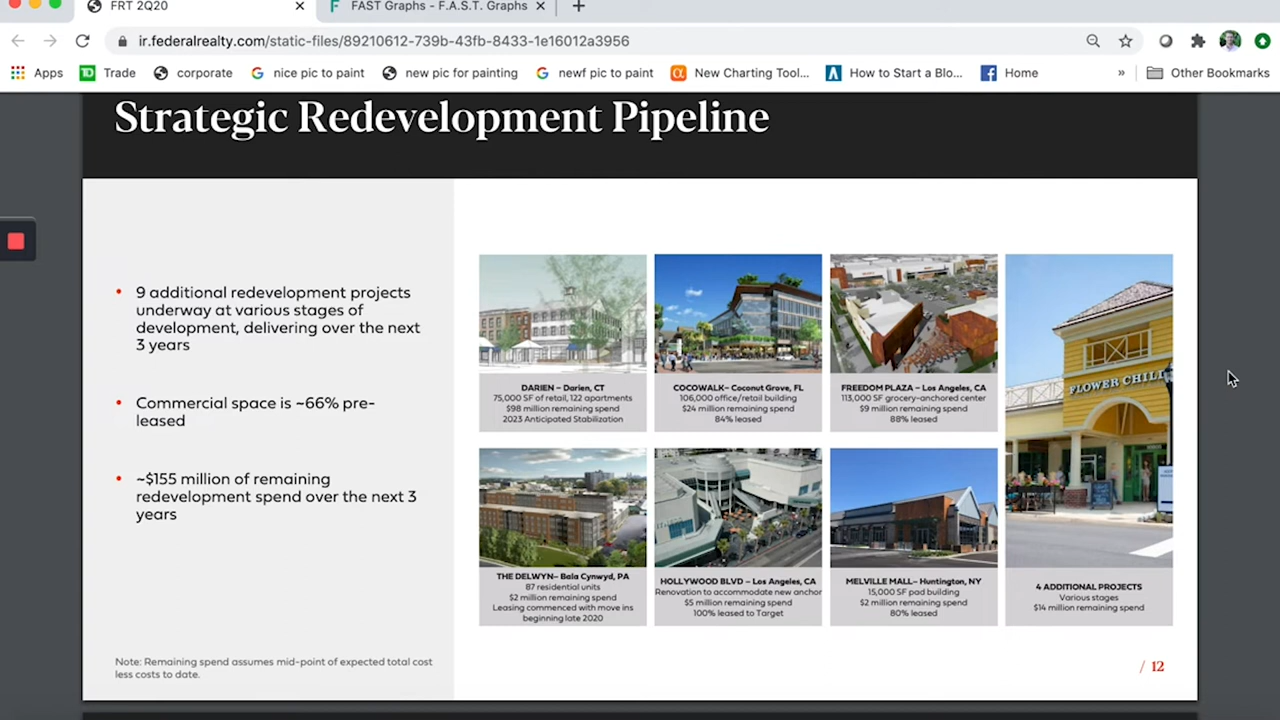 FRT 2Q20
FAST Graphs - F.A.S.T. Graphs
ir.federalrealty.com/static-files/89210612-739b-43fb-8433-1e16012a3956
Apps
Trade
corporate
nice pic to paint
new pic for painting
newf pic to paint
New Charting Tool...
How to Start a Blo...
Home
»
Other Bookmarks
Strategic Redevelopment Pipeline
• 9 additional redevelopment projects
underway at various stages of
development, delivering over the next
3 years
• Commercial space is ~66% pre-
leased
• ~$155 million of remaining
redevelopment spend over the next 3
years
Note: Remaining spend assumes mid-point of expected total cost
less costs to date.
DARIEN – Darien, CT
75,000 SF of retail, 122 apartments
$98 million remaining spend
2023 Anticipated Stabilization
COCOWALK– Coconut Grove, FL
106,000 office/retail building
$24 million remaining spend
84% leased
FREEDOM PLAZA – Los Angeles, CA
113,000 SF grocery-anchored center
$9 million remaining spend
88% leased
FLOWER CHILD
THE DELWYN– Bala Cynwyd, PA
87 residential units
$2 million remaining spend
Leasing commenced with move ins
beginning late 2020
HOLLYWOOD BLVD – Los Angeles, CA
Renovation to accommodate new anchor
$5 million remaining spend
100% leased to Target
MELVILLE MALL– Huntington, NY
15,000 SF pad building
$2 million remaining spend
80% leased
4 ADDITIONAL PROJECTS
Various stages
$14 million remaining spend
/ 12